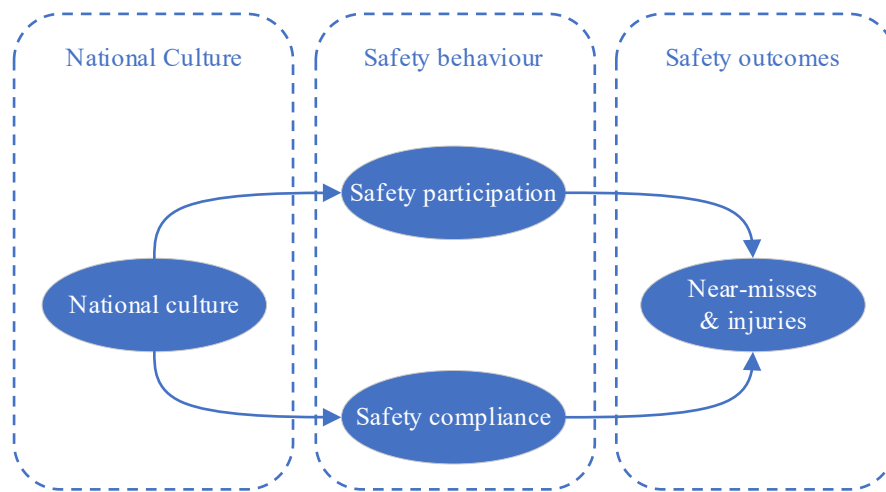 National Culture
Safety behaviour
Safety outcomes
Safety participation
National culture
Near-misses
& injuries
Safety compliance